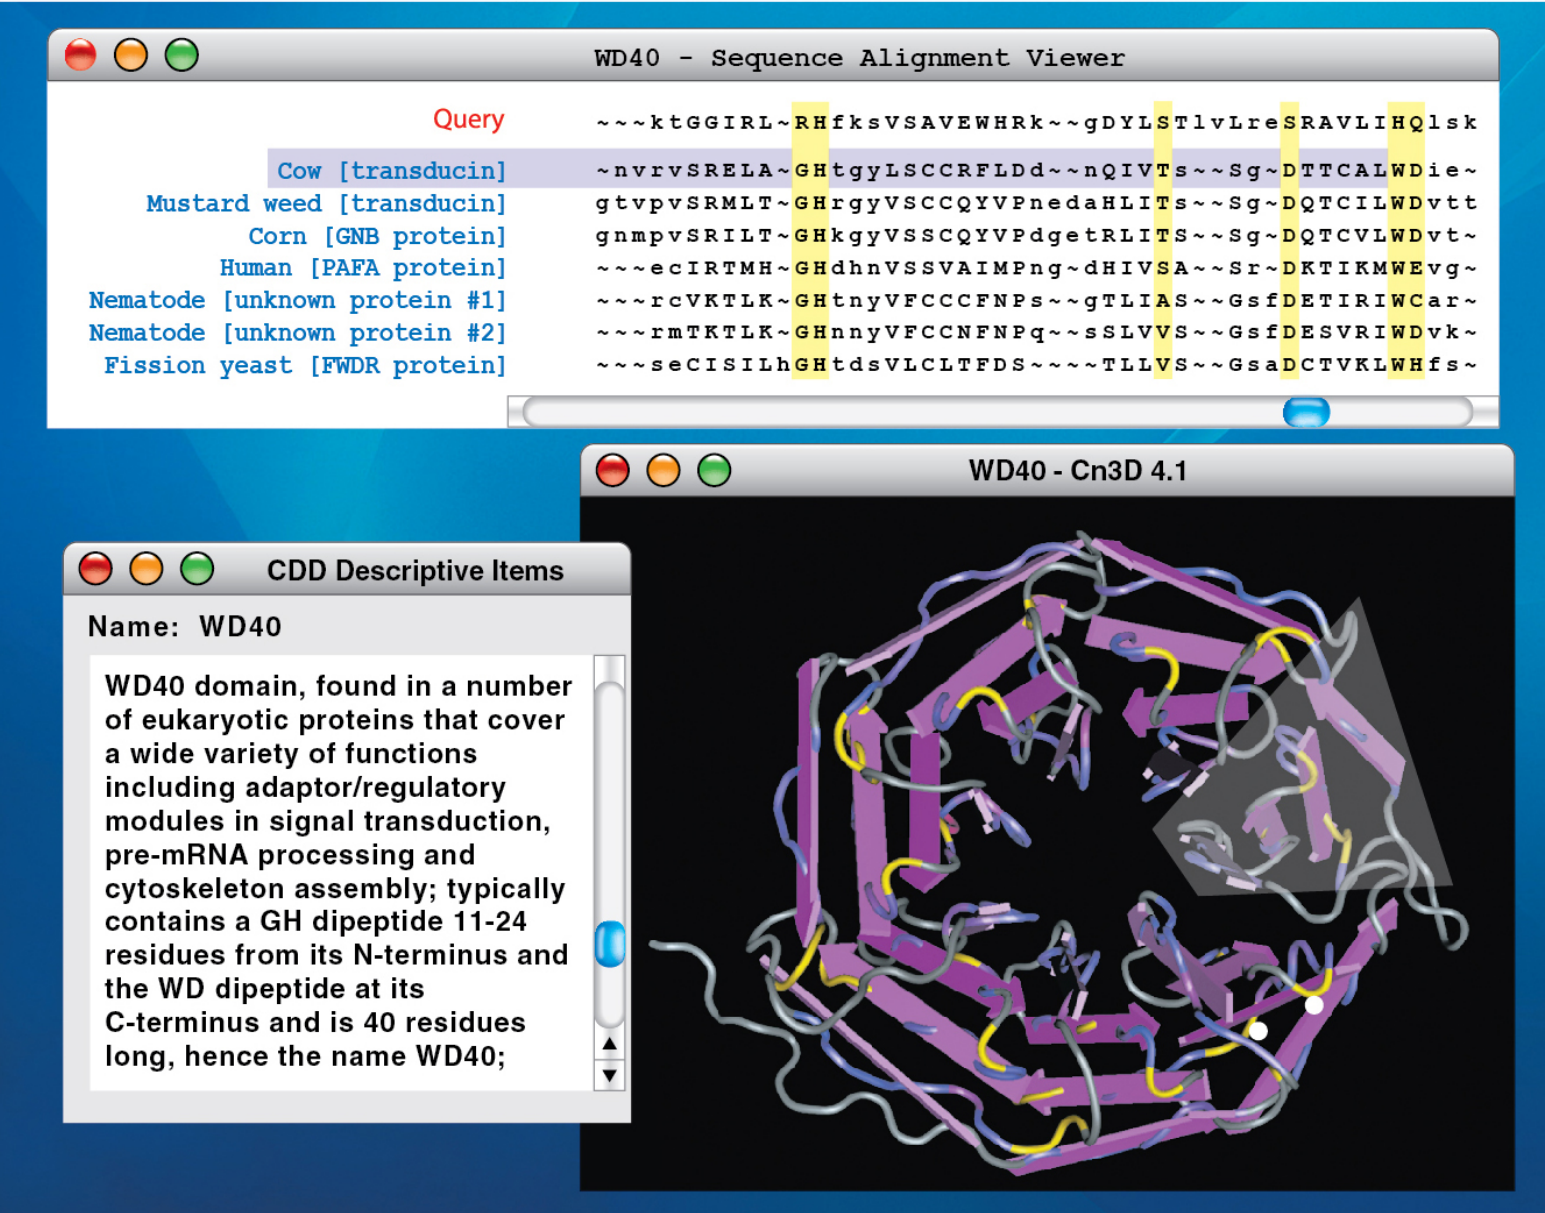 WD40 - Sequence Alignment Viewer
Query ~~~ktGGIRL~RHfksVSAVEWHRk~~gDYLSTlvLreSRAVLIHQlsk
Cow [transducin] ~nvrvSRELA~GHtgyLSCCRFLDd~~nQIVTs~~Sg~DTTCALWDie~
Mustard weed [transducin] gtvpvSRMLT~GHrgyVSCCQYVPnedaHLITs~~Sg~DQTCILWDvtt
Corn [GNB protein] gnmpvSRILT~GHkgyVSSCQYVPdgetRLITS~~Sg~DQTCVLWDvt~
Human [PAFA protein] ~~~ecIRTMH~GHdhnVSSVAIMPng~dHIVSA~~Sr~DKTIKMWEvg~
Nematode [unknown protein #1] ~~~rcVKTLK~GHtnyVFCCCFNPs~~gTLIAS~~GsfDETIRIWCar~
Nematode [unknown protein #2] ~~~rmTKTLK~GHnnyVFCCNFNPq~~sSLVVS~~GsfDESVRIWDvk~
Fission yeast [FWDR protein] ~~~seCISILhGHtdsVLCLTFDS~~~~TLLVS~~GsaDCTVKLWHfs~
WD40 - Cn3D 4.1
CDD Descriptive Items
Name: WD40
WD40 domain, found in a number
of eukaryotic proteins that cover
a wide variety of functions
including adaptor/regulatory
modules in signal transduction,
pre-mRNA processing and
cytoskeleton assembly; typically
contains a GH dipeptide 11-24
residues from its N-terminus and
the WD dipeptide at its
C-terminus and is 40 residues
long, hence the name WD40;